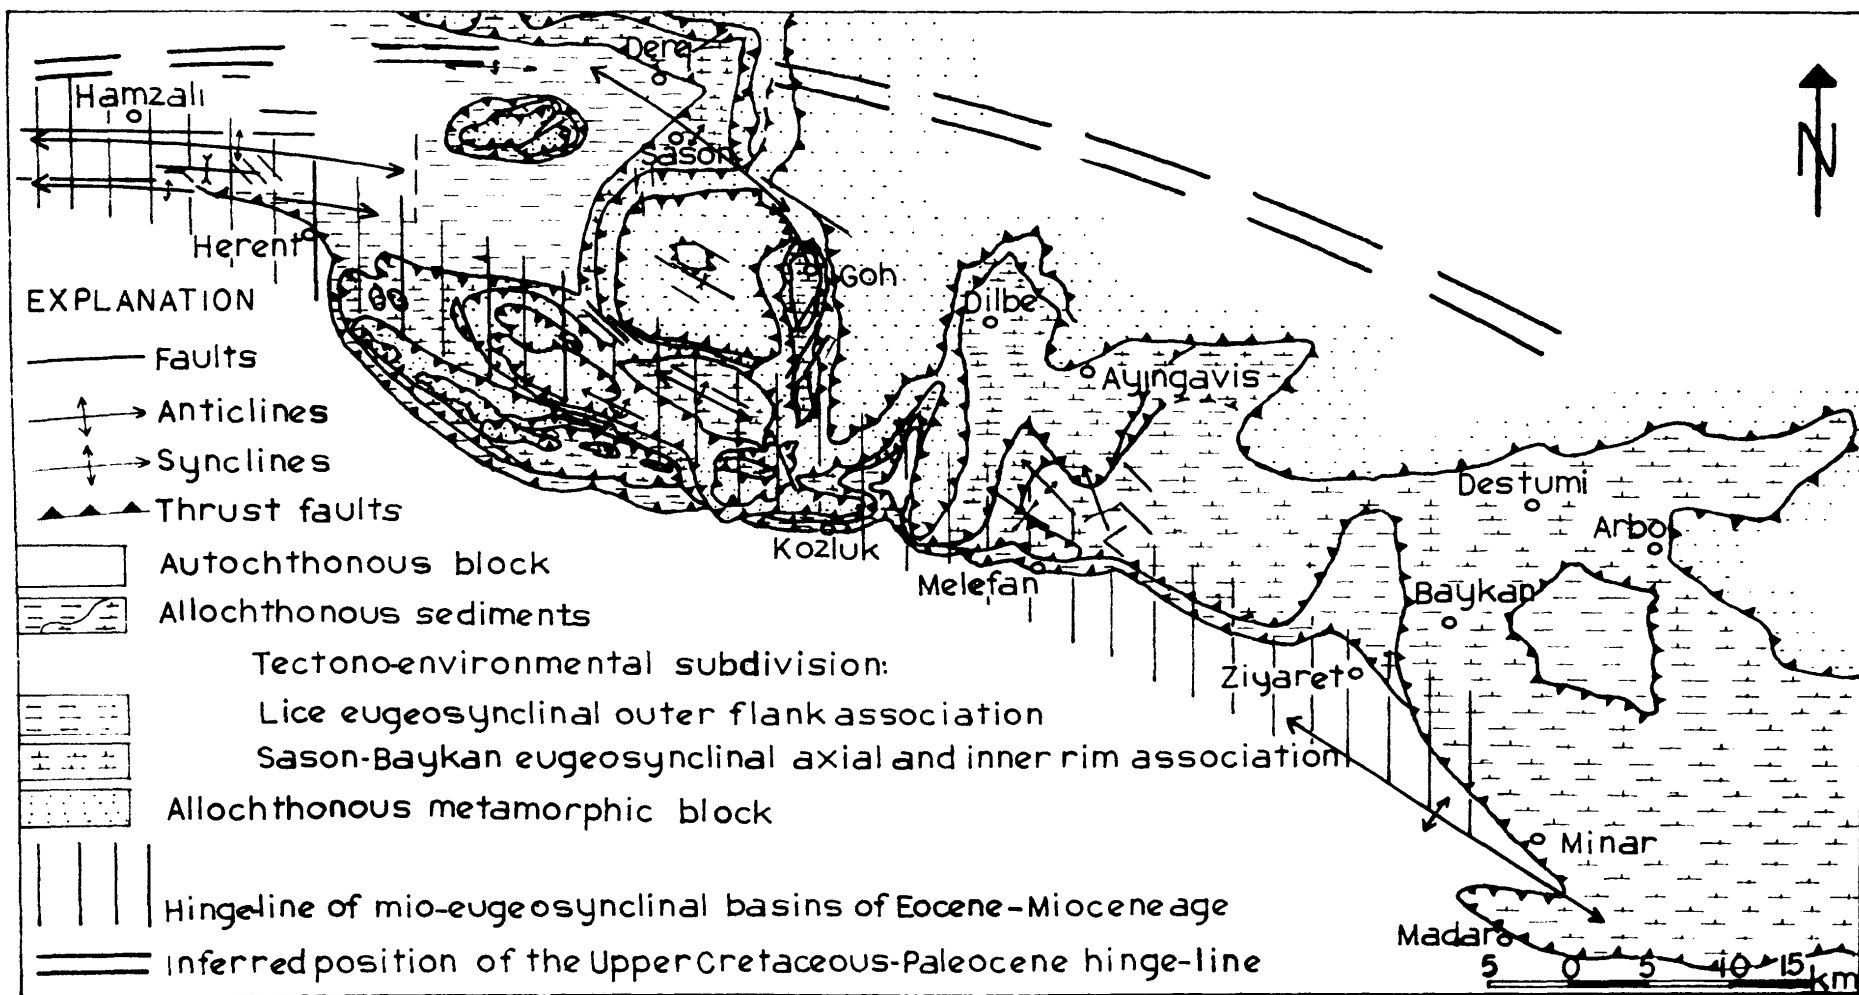 Dere
Hamzalı
N
Sason
Herent
Goh
EXPLANATION
Dilbe
Faults
Ayıngavis
Anticlines
Synclines
Destumi
Thrust faults
Arbo
Kozluk
Autochthonous block
Melefan
Baykan
Allochthonous sediments
Tectono-environmental subdivision:
Ziyaret
Lice eugeosynclinal outer flank association
Sason-Baykan eugeosynclinal axial and inner rim association
Allochthonous metamorphic block
Minar
Hinge-line of mio-eugeosynclinal basins of Eocene-Miocene age
Madar
Inferred position of the Upper Cretaceous-Paleocene hinge-line
5 0 5 10 15 km